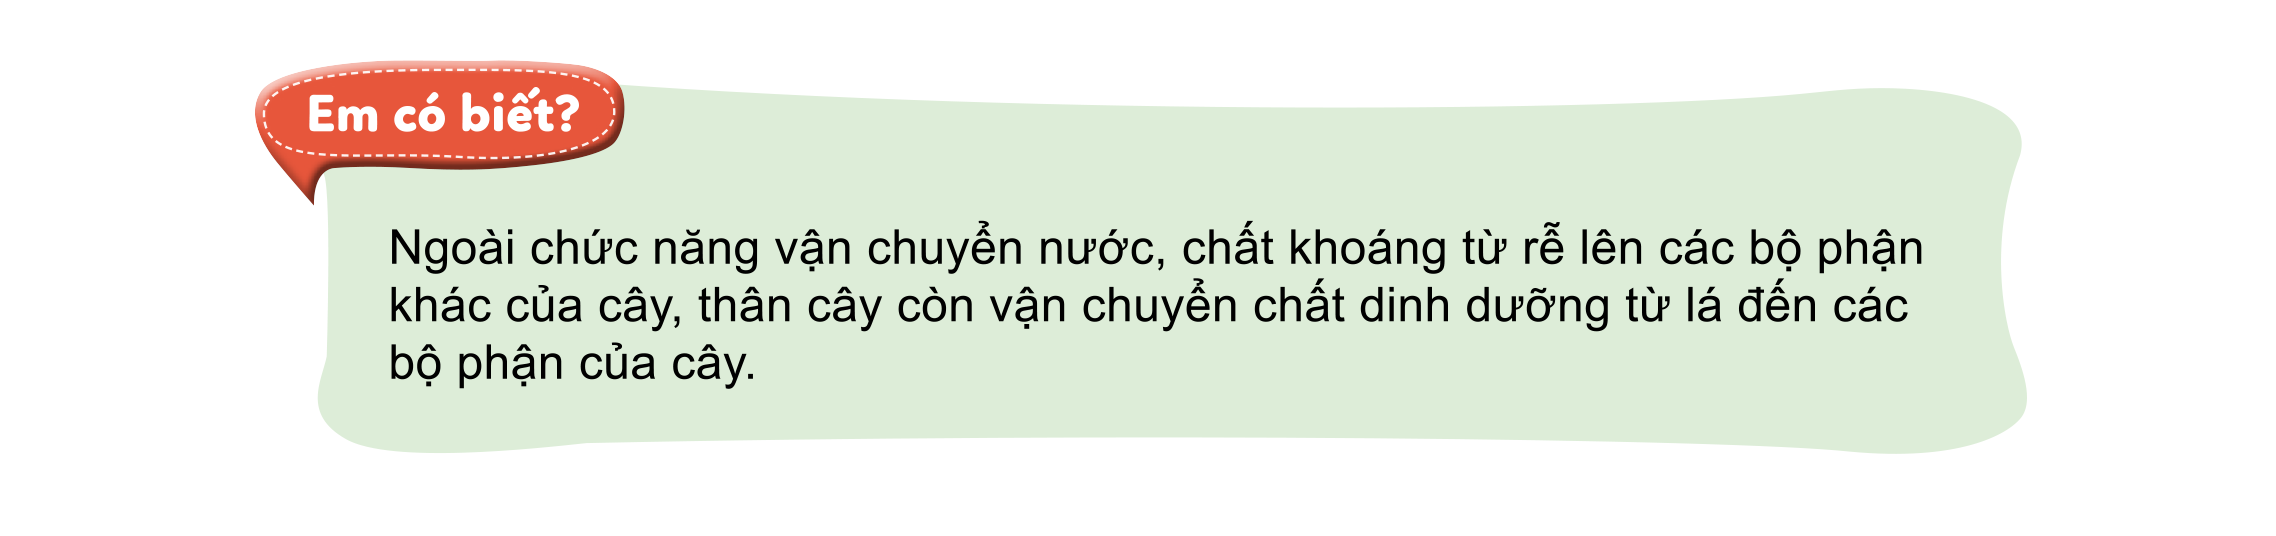 Em có biết?
Ngoài chức năng vận chuyển nước, chất khoáng từ rễ lên các bộ phận
khác của cây, thân cây còn vận chuyển chất dinh dưỡng từ lá đến các
bộ phận của cây.